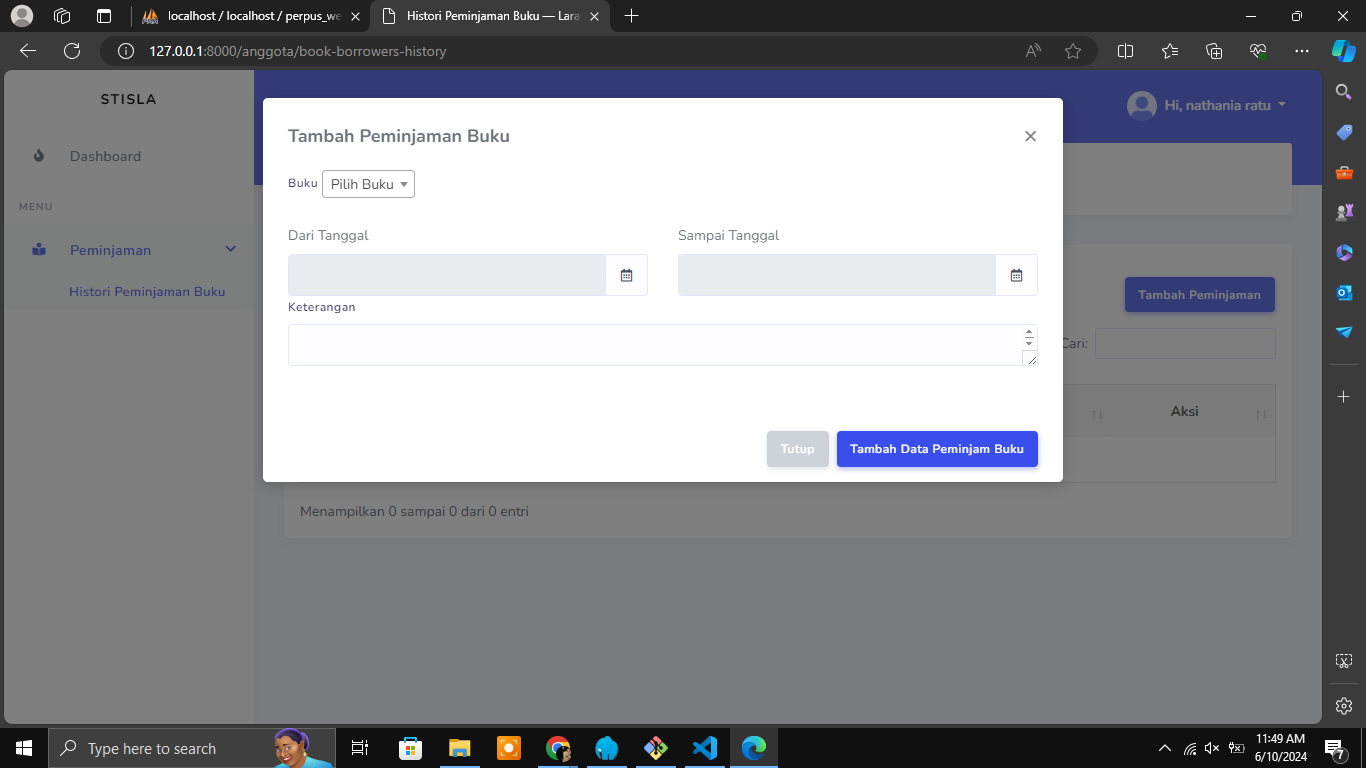 localhost / localhost / perpus_we
Histori Peminjaman Buku — Lara
127.0.0.1:8000/anggota/book-borrowers-history
STISLA
Hi, nathania ratu
Dashboard
MENU
Peminjaman
Histori Peminjaman Buku
Tambah Peminjaman Buku
Buku
Pilih Buku
Dari Tanggal
Sampai Tanggal
Keterangan
Tutup
Tambah Data Peminjam Buku
Tambah Peminjaman
Cari:
Aksi
Menampilkan 0 sampai 0 dari 0 entri
Type here to search
11:49 AM
6/10/2024
7